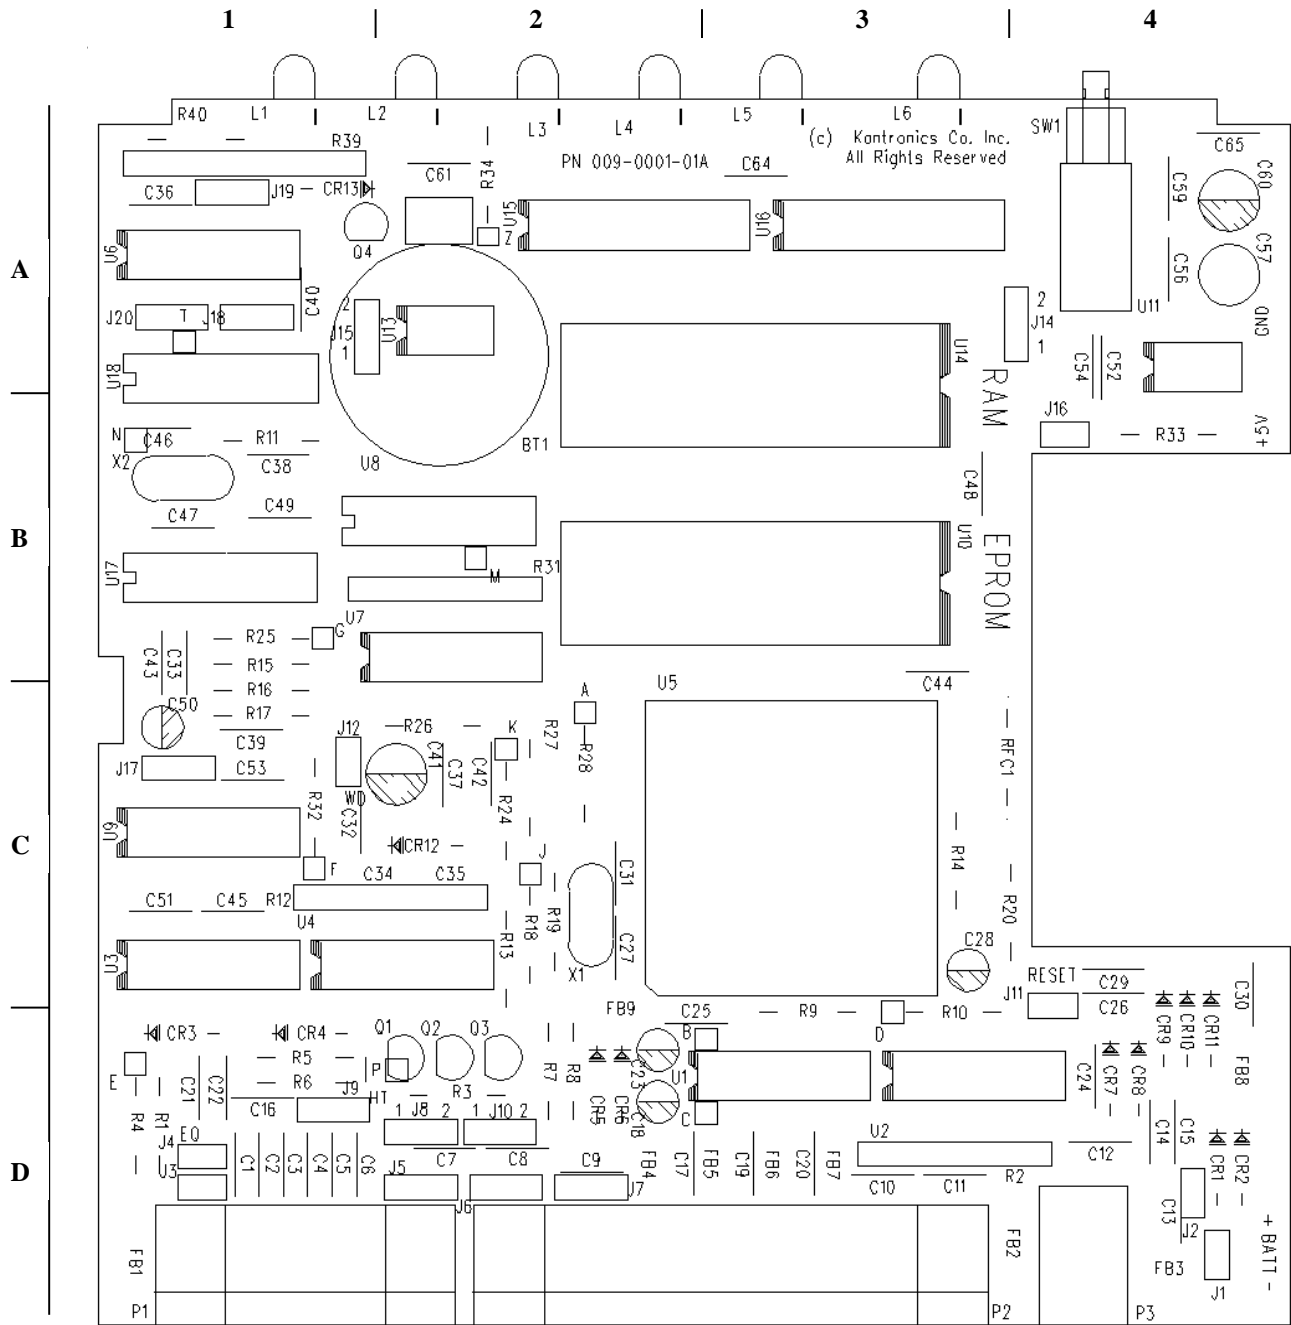 1 2 3 4
R40 L1 L2 L3 L4 L5 L6 SW1 C65
(c) Kantronics Co. Inc.
All Rights Reserved
PN 009-0001-01A C64
R39 C61 R34 C59 C60
C36 J19 CR13 U15 U16
Q4 Z
A
U6 C40 C56 C57
J20 T J18 2 J15 1 U13 U14 2 J14 1 U11 GND
U18 C54 C52
RAM
N C46 R11 BT1 J16 R33 +5V
X2 C38 U8
C48
C47 C49
B
U10
EPROM
U17 M R31
U7
R25 G
C43 C33 R15
R16 A U5 C44
C50 R17
J12 R26 K R27 R28
C39 C41 C37 C42 RFC1
J17 C53 R32 WD C32 R24
C
U9 CR12 J R14
F C34 C35 C31
C51 C45 R12 R19 R20
U4 R13 R18
U3 X1 C27 C28 RESET C29
J11 C26 C30
FB9 C25 R9 D R10
CR3 CR4 Q1 Q2 Q3 B CR9 CR10 CR11
R5 P R7 R8 C23 U1 FB8
E R6 J9 HT R3 C24 CR7 CR8
C21 C22 C16 CR5 CR6 C18 C
R4 R1 1 J8 2 1 J10 2 C14 C15
J4 EQ U2
C1 C2 C3 C4 C5 C6 C7 C8 C12
D
U3 J5 C9 FB4 C17 FB5 C19 FB6 C20 FB7 R2 CR1 CR2
J6 J7 C10 C11 C13 J2
FB1 FB2 FB3 + BATT -
P1 P2 P3 J1